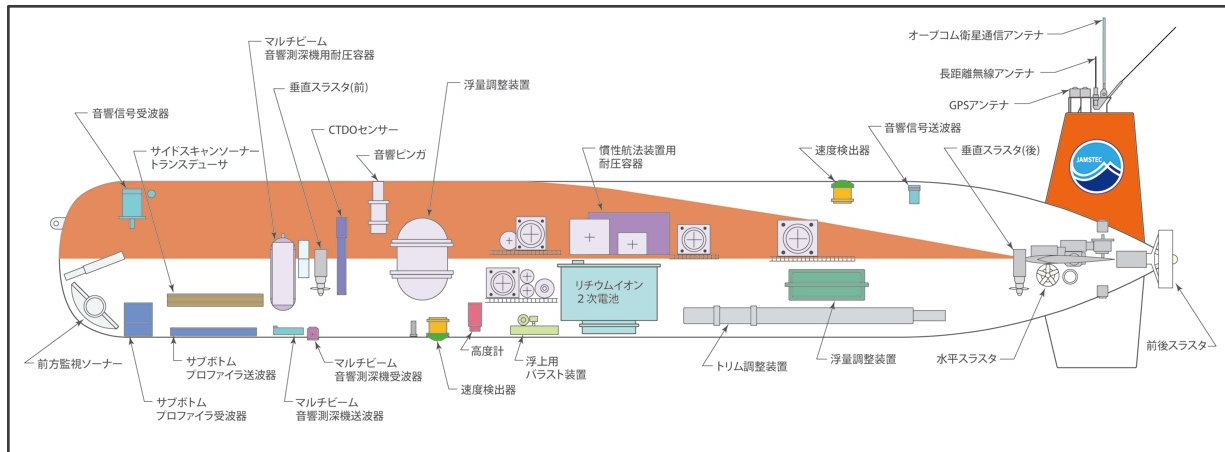 オーブコム衛星通信アンテナ
長距離無線アンテナ
GPSアンテナ
マルチビーム
音響測深機用耐圧容器
垂直スラスタ(前)
浮量調整装置
音響信号受波器
CTDOセンサー
サイドスキャンソーナー
トランスデューサ
音響ピンガ
慣性航法装置用
耐圧容器
速度検出器
音響信号送波器
垂直スラスタ(後)
JAMSTEC
リチウムイオン
2次電池
前方監視ソーナー
サブボトム
プロファイラ送波器
サブボトム
プロファイラ受波器
マルチビーム
音響測深機受波器
マルチビーム
音響測深機送波器
速度検出器
高度計
浮上用
バラスト装置
トリム調整装置
浮量調整装置
水平スラスタ
前後スラスタ